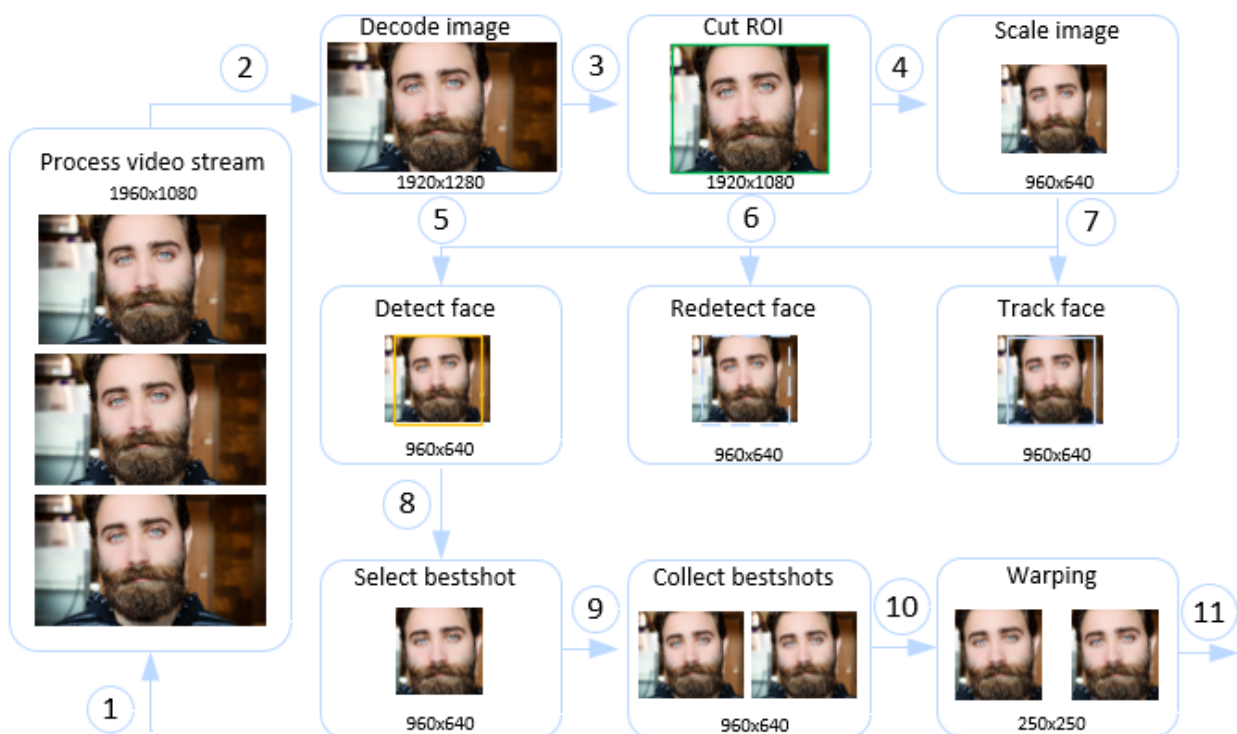 1
Process video stream
1960x1080
2
Decode image
1920x1280
3
Cut ROI
1920x1080
4
Scale image
960x640
5
6
7
Detect face
960x640
Redetect face
960x640
Track face
960x640
8
Select bestshot
960x640
9
Collect bestshots
960x640
10
Warping
250x250
11